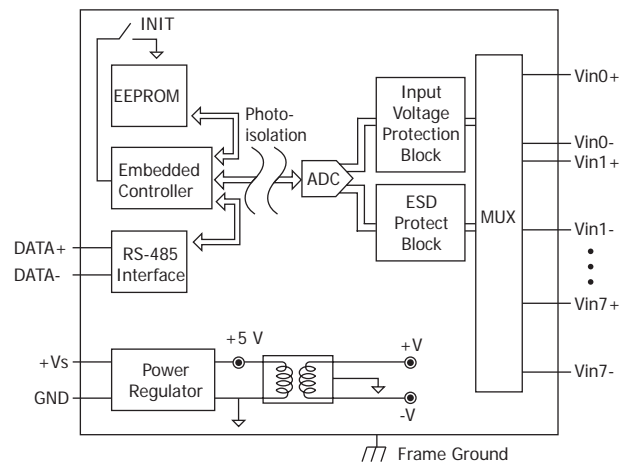 INIT
EEPROM
Photo-
isolation
Input
Voltage
Protection
Block
Vin0+
Vin0-
Vin1+
Embedded
Controller
ADC
ESD
Protect
Block
MUX
Vin1-
DATA+
DATA-
RS-485
Interface
Vin7+
+5 V
+V
+Vs
GND
Power
Regulator
-V
Vin7-
Frame Ground